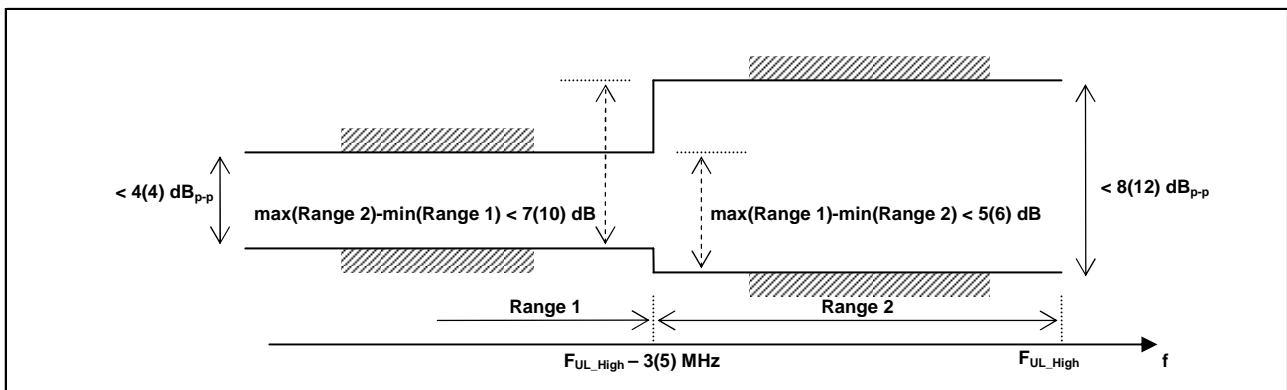 < 4(4) dBp-p
max(Range 2)-min(Range 1) < 7(10) dB
max(Range 1)-min(Range 2) < 5(6) dB
< 8(12) dBp-p
Range 1
Range 2
FUL_High – 3(5) MHz
FUL_High
f